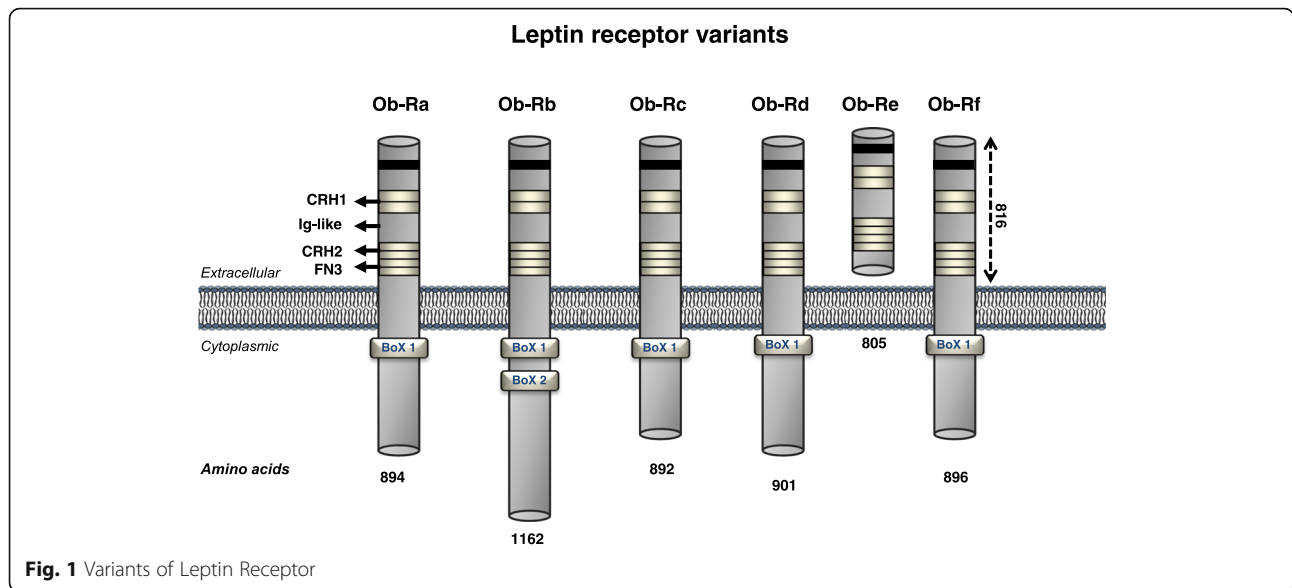 Leptin receptor variants
Ob-Ra Ob-Rb Ob-Rc Ob-Rd Ob-Re Ob-Rf
CRH1
Ig-like
816
CRH2
FN3
Extracellular
Cytoplasmic
BoX 1 BoX 1 BoX 1 BoX 1 805 BoX 1
BoX 2
Amino acids
894 892 901 896
1162
Fig. 1 Variants of Leptin Receptor